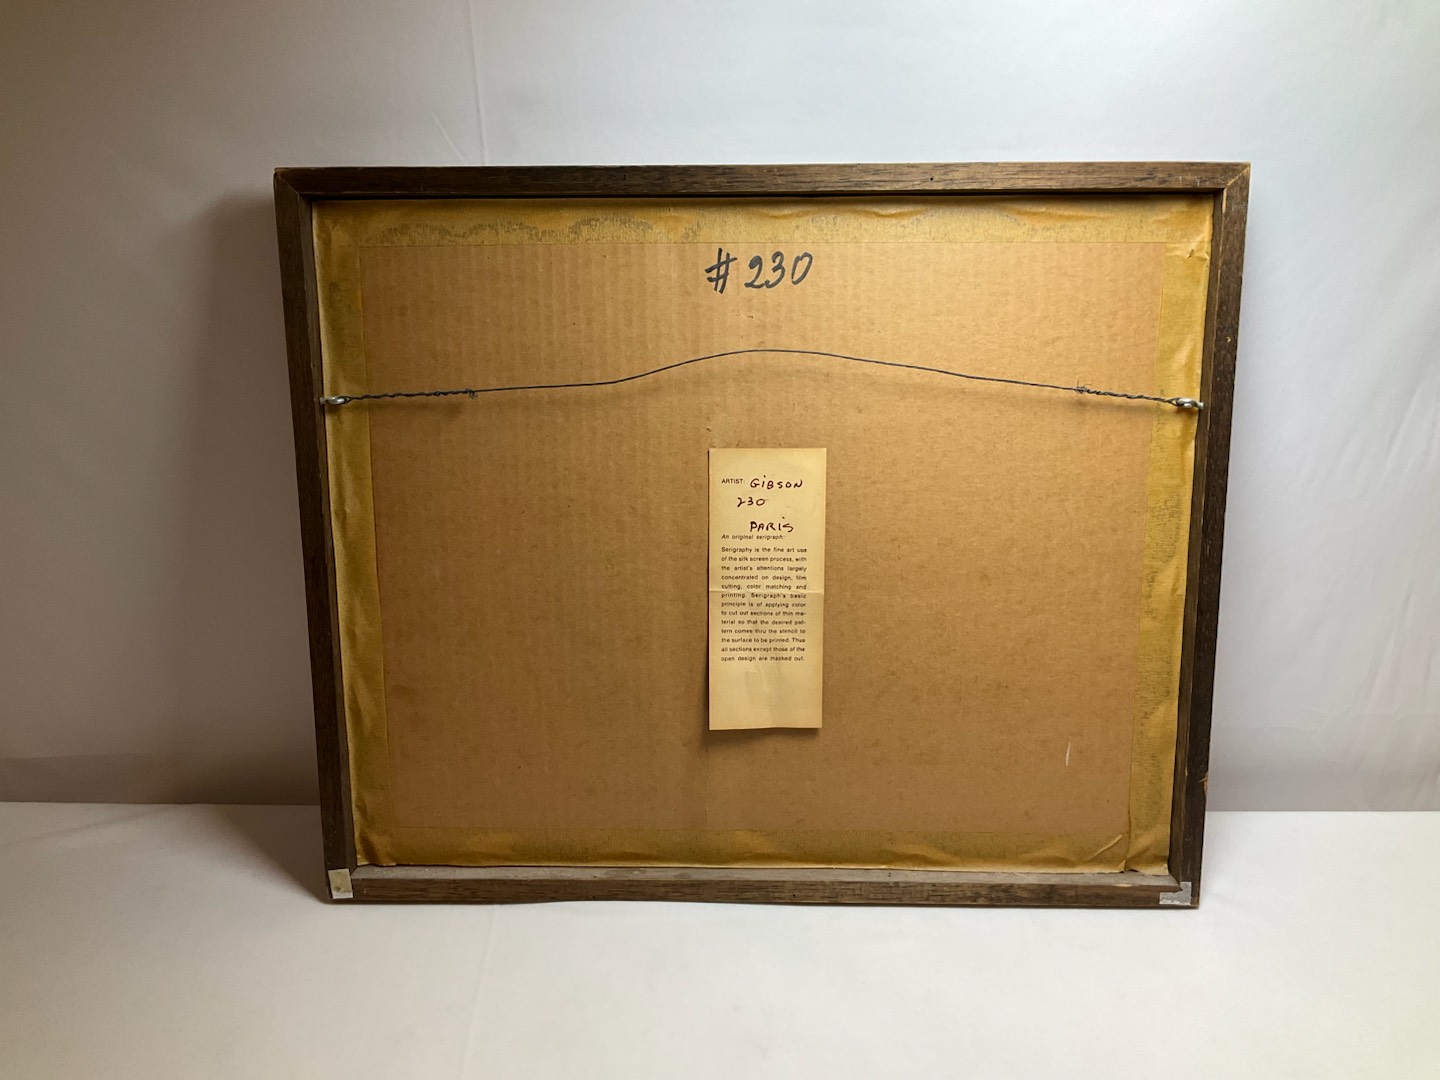 #230
ARTIST: GIBSON
230
PARIS
An original serigraph:
Serigraphy is the fine art use
of the silk screen process, with
the artist's attentions largely
concentrated on design, film
cutting, color matching and
printing. Serigraph's basic
principle is of applying color
to cut out sections of thin ma-
terial so that the desired pat-
tern comes thru the stencil to
the surface to be printed. Thus
all sections except those of the
open design are masked out.